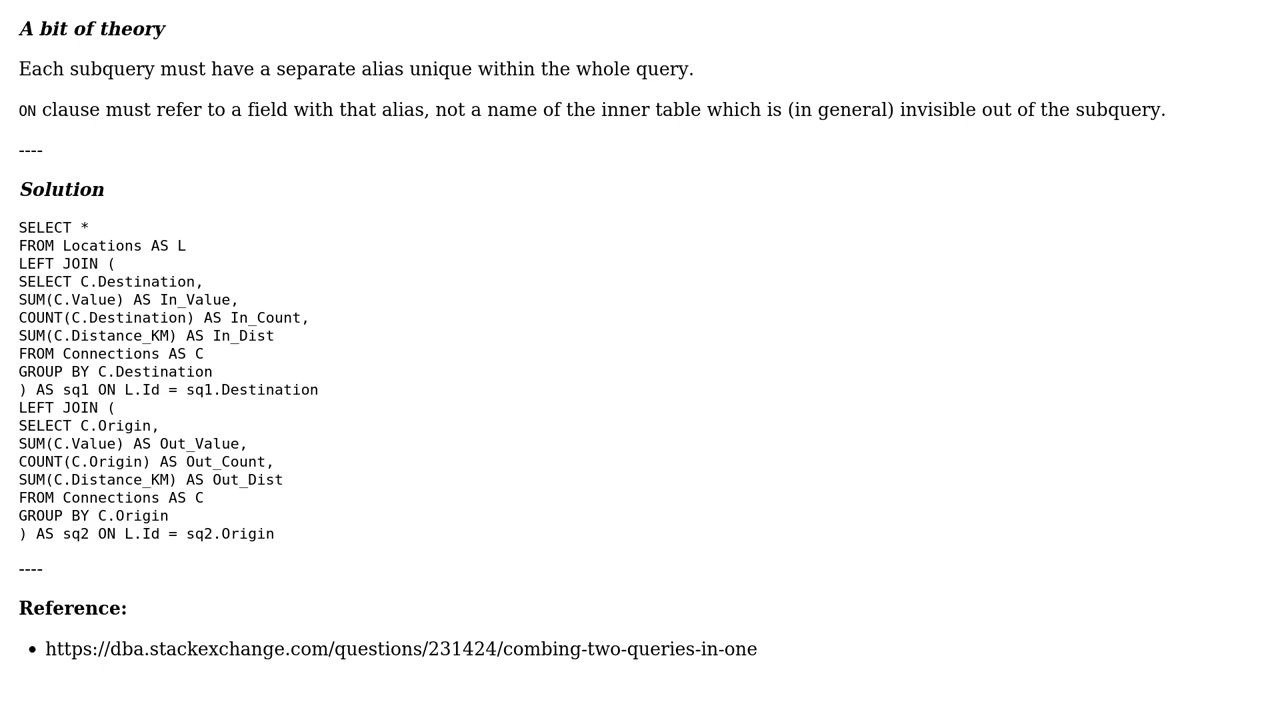 A bit of theory
Each subquery must have a separate alias unique within the whole query.
ON clause must refer to a field with that alias, not a name of the inner table which is (in general) invisible out of the subquery.
----
Solution
SELECT *
FROM Locations AS L
LEFT JOIN (
SELECT C.Destination,
SUM(C.Value) AS In_Value,
COUNT(C.Destination) AS In_Count,
SUM(C.Distance_KM) AS In_Dist
FROM Connections AS C
GROUP BY C.Destination
) AS sq1 ON L.Id = sq1.Destination
LEFT JOIN (
SELECT C.Origin,
SUM(C.Value) AS Out_Value,
COUNT(C.Origin) AS Out_Count,
SUM(C.Distance_KM) AS Out_Dist
FROM Connections AS C
GROUP BY C.Origin
) AS sq2 ON L.Id = sq2.Origin
----
Reference:
• https://dba.stackexchange.com/questions/231424/combing-two-queries-in-one